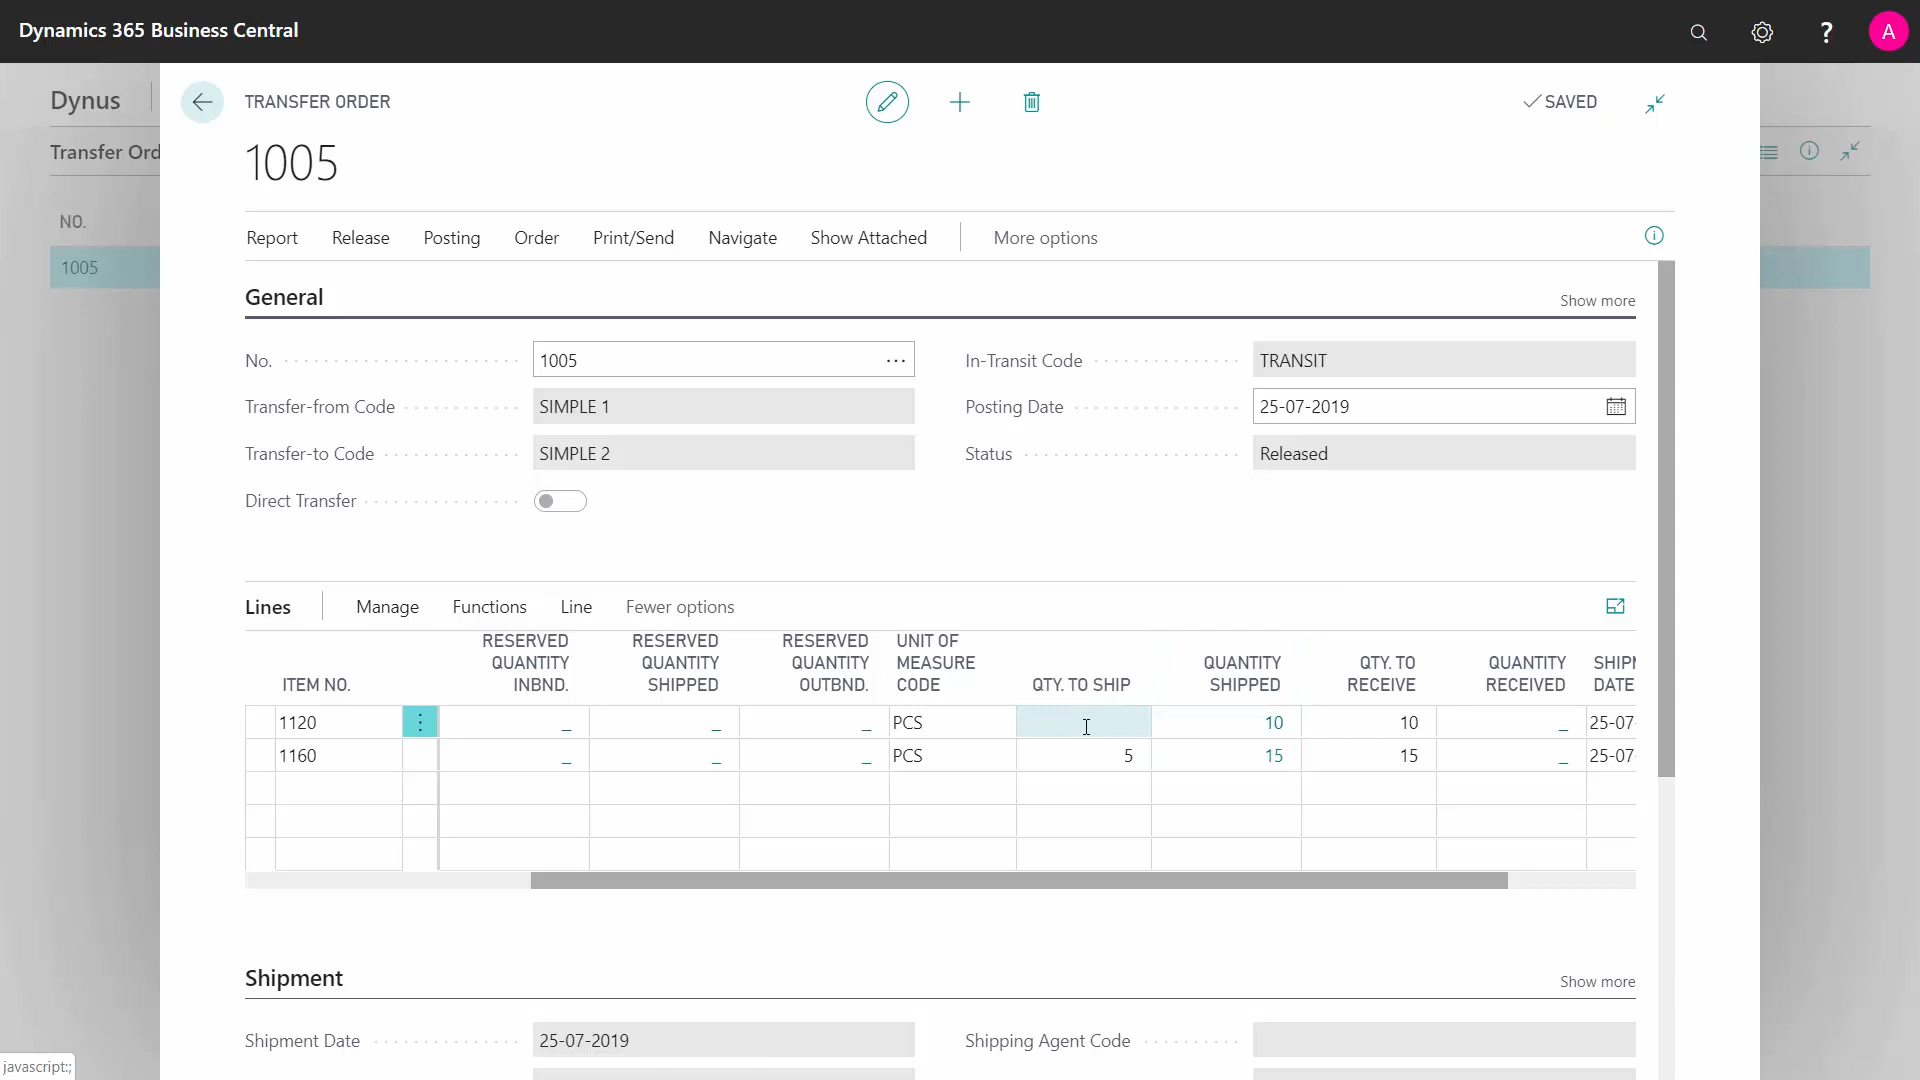 Dynamics 365 Business Central
?
A
Dynus
TRANSFER ORDER
SAVED
Transfer Ord
1005
NO.
Report Release Posting Order Print/Send Navigate Show Attached More options
1005
General Show more
No. 1005 ... In-Transit Code TRANSIT
Transfer-from Code SIMPLE 1 Posting Date 25-07-2019
Transfer-to Code SIMPLE 2 Status Released
Direct Transfer
Lines Manage Functions Line Fewer options
ITEM NO. RESERVED QUANTITY INBND. RESERVED QUANTITY SHIPPED RESERVED QUANTITY OUTBND. UNIT OF MEASURE CODE QTY. TO SHIP QUANTITY SHIPPED QTY. TO RECEIVE QUANTITY RECEIVED SHIPM DATE
1120 _ _ _ PCS 10 10 _ 25-07-
1160 _ _ _ PCS 5 15 15 _ 25-07-
Shipment Show more
Shipment Date 25-07-2019 Shipping Agent Code
javascript:;